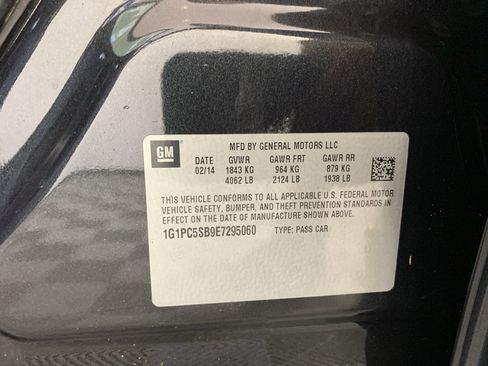 GM
MFD BY GENERAL MOTORS LLC
DATE GVWR GAWR FRT GAWR RR
02/14 1843 KG 964 KG 879 KG
4062 LB 2124 LB 1938 LB
THIS VEHICLE CONFORMS TO ALL APPLICABLE U.S. FEDERAL MOTOR
VEHICLE SAFETY, BUMPER, AND THEFT PREVENTION STANDARDS IN
EFFECT ON THE DATE OF MANUFACTURE SHOWN ABOVE.
1G1PC5SB9E7295060 TYPE: PASS CAR